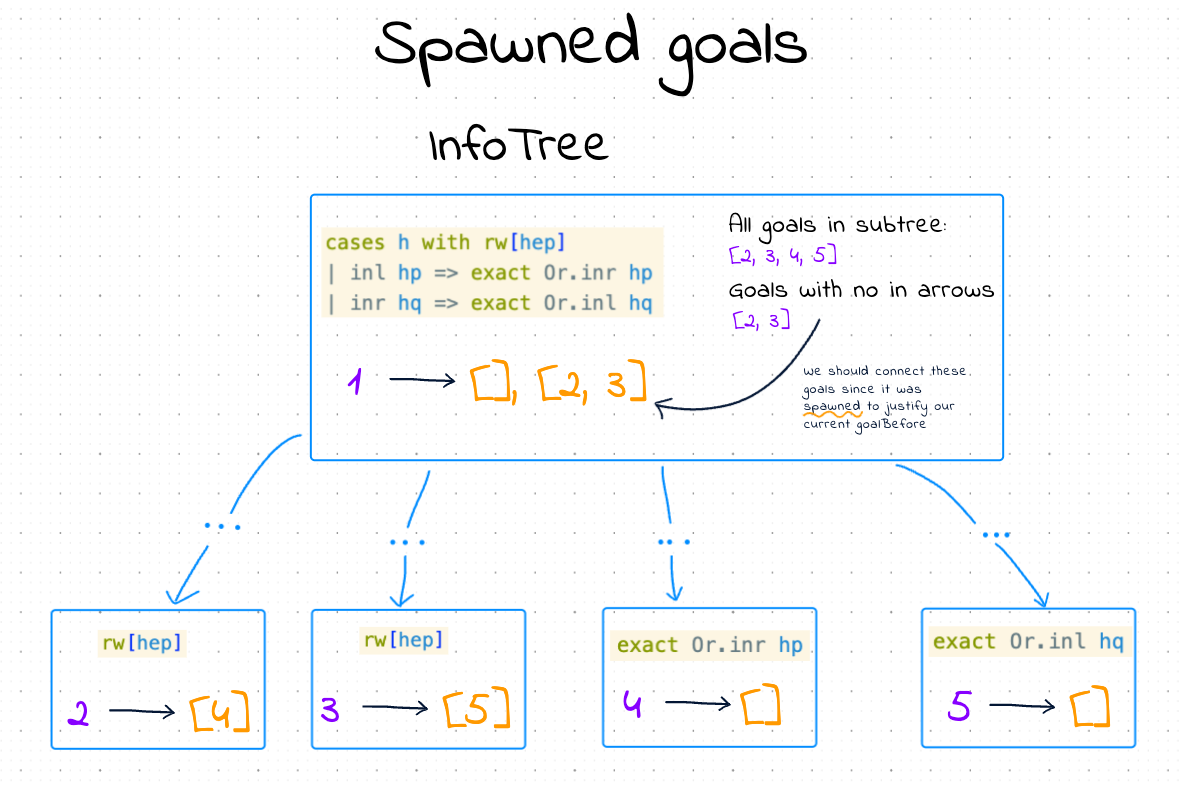 Spawned goals
InfoTree
cases h with rw[hep]
| inl hp => exact Or.inr hp
| inr hq => exact Or.inl hq
1 → [], [2, 3]
All goals in subtree:
[2, 3, 4, 5]
Goals with no in arrows
[2, 3]
we should connect these
goals since it was
spawned to justify our
current goalBefore
...
...
...
...
rw[hep]
2 → [4]
rw[hep]
3 → [5]
exact Or.inr hp
4 → []
exact Or.inl hq
5 → []